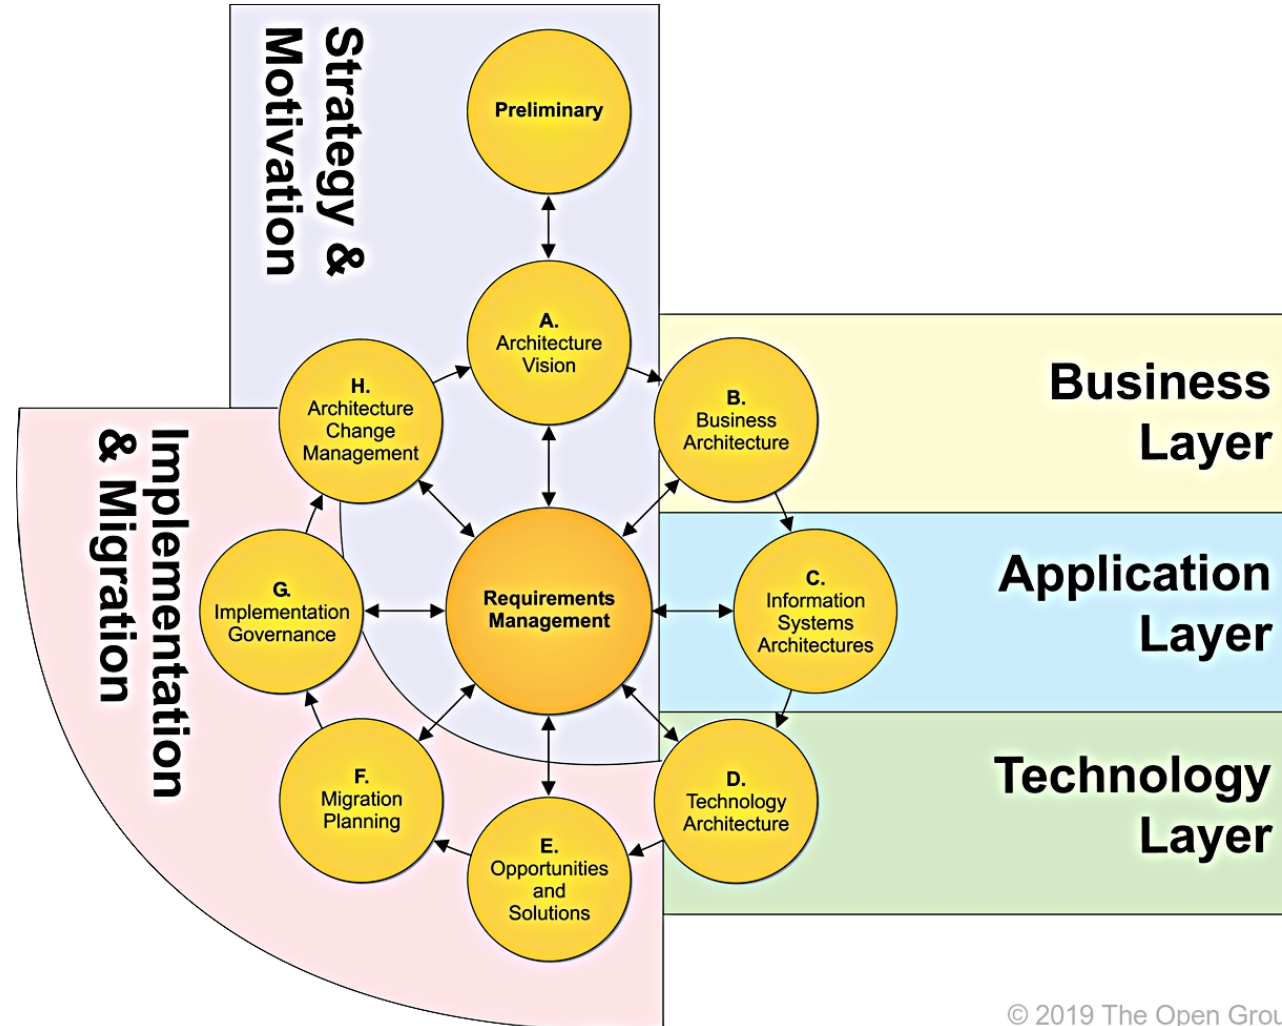 Strategy &
Motivation
Preliminary
A.
Architecture
Vision
B.
Business
Architecture
Business
Layer
H.
Architecture
Change
Management
Implementation
& Migration
G.
Implementation
Governance
Requirements
Management
C.
Information
Systems
Architectures
Application
Layer
F.
Migration
Planning
D.
Technology
Architecture
Technology
Layer
E.
Opportunities
and
Solutions
© 2019 The Open Grou